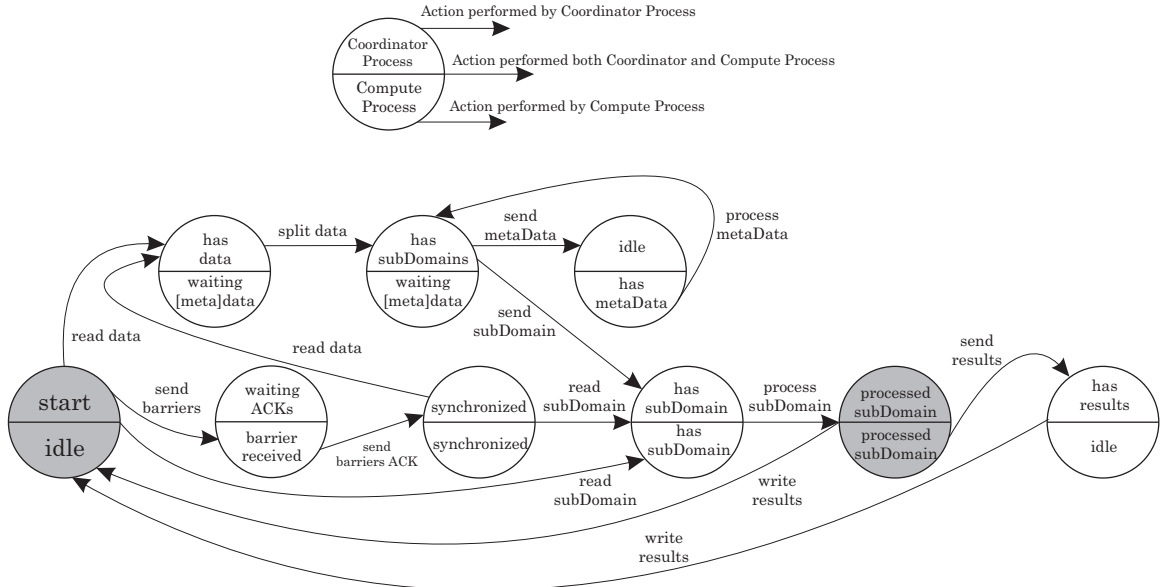 Action performed by Coordinator Process
Coordinator
Process
Action performed both Coordinator and Compute Process
Compute
Process
Action performed by Compute Process
has
data
waiting
[meta]data
split data
has
subDomains
waiting
[meta]data
send
metaData
idle
has
metaData
process
metaData
send
subDomain
read data
read data
start
idle
send
barriers
waiting
ACKs
barrier
received
send
barriers ACK
synchronized
synchronized
read
subDomain
has
subDomain
has
subDomain
process
subDomain
processed
subDomain
processed
subDomain
send
results
has
results
idle
read
subDomain
write
results
write
results